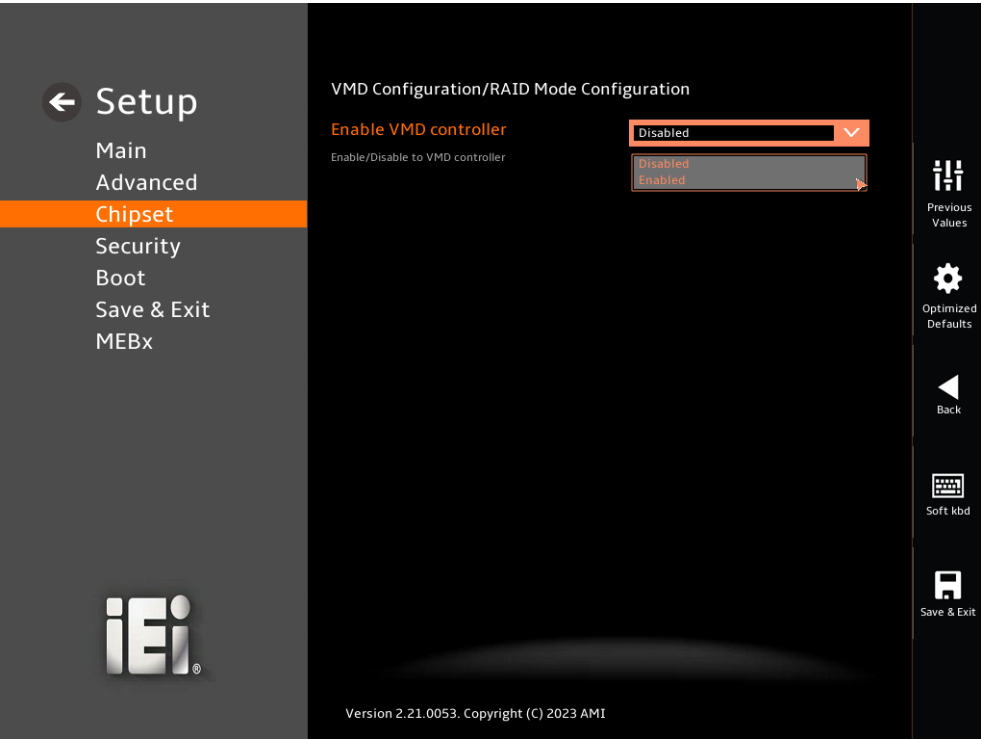 Setup
Main
Advanced
Chipset
Security
Boot
Save & Exit
MEBx
iEi®
VMD Configuration/RAID Mode Configuration
Enable VMD controller
Disabled
Enable/Disable to VMD controller
Disabled
Enabled
Previous
Values
Optimized
Defaults
Back
Soft kbd
Save & Exit
Version 2.21.0053. Copyright (C) 2023 AMI